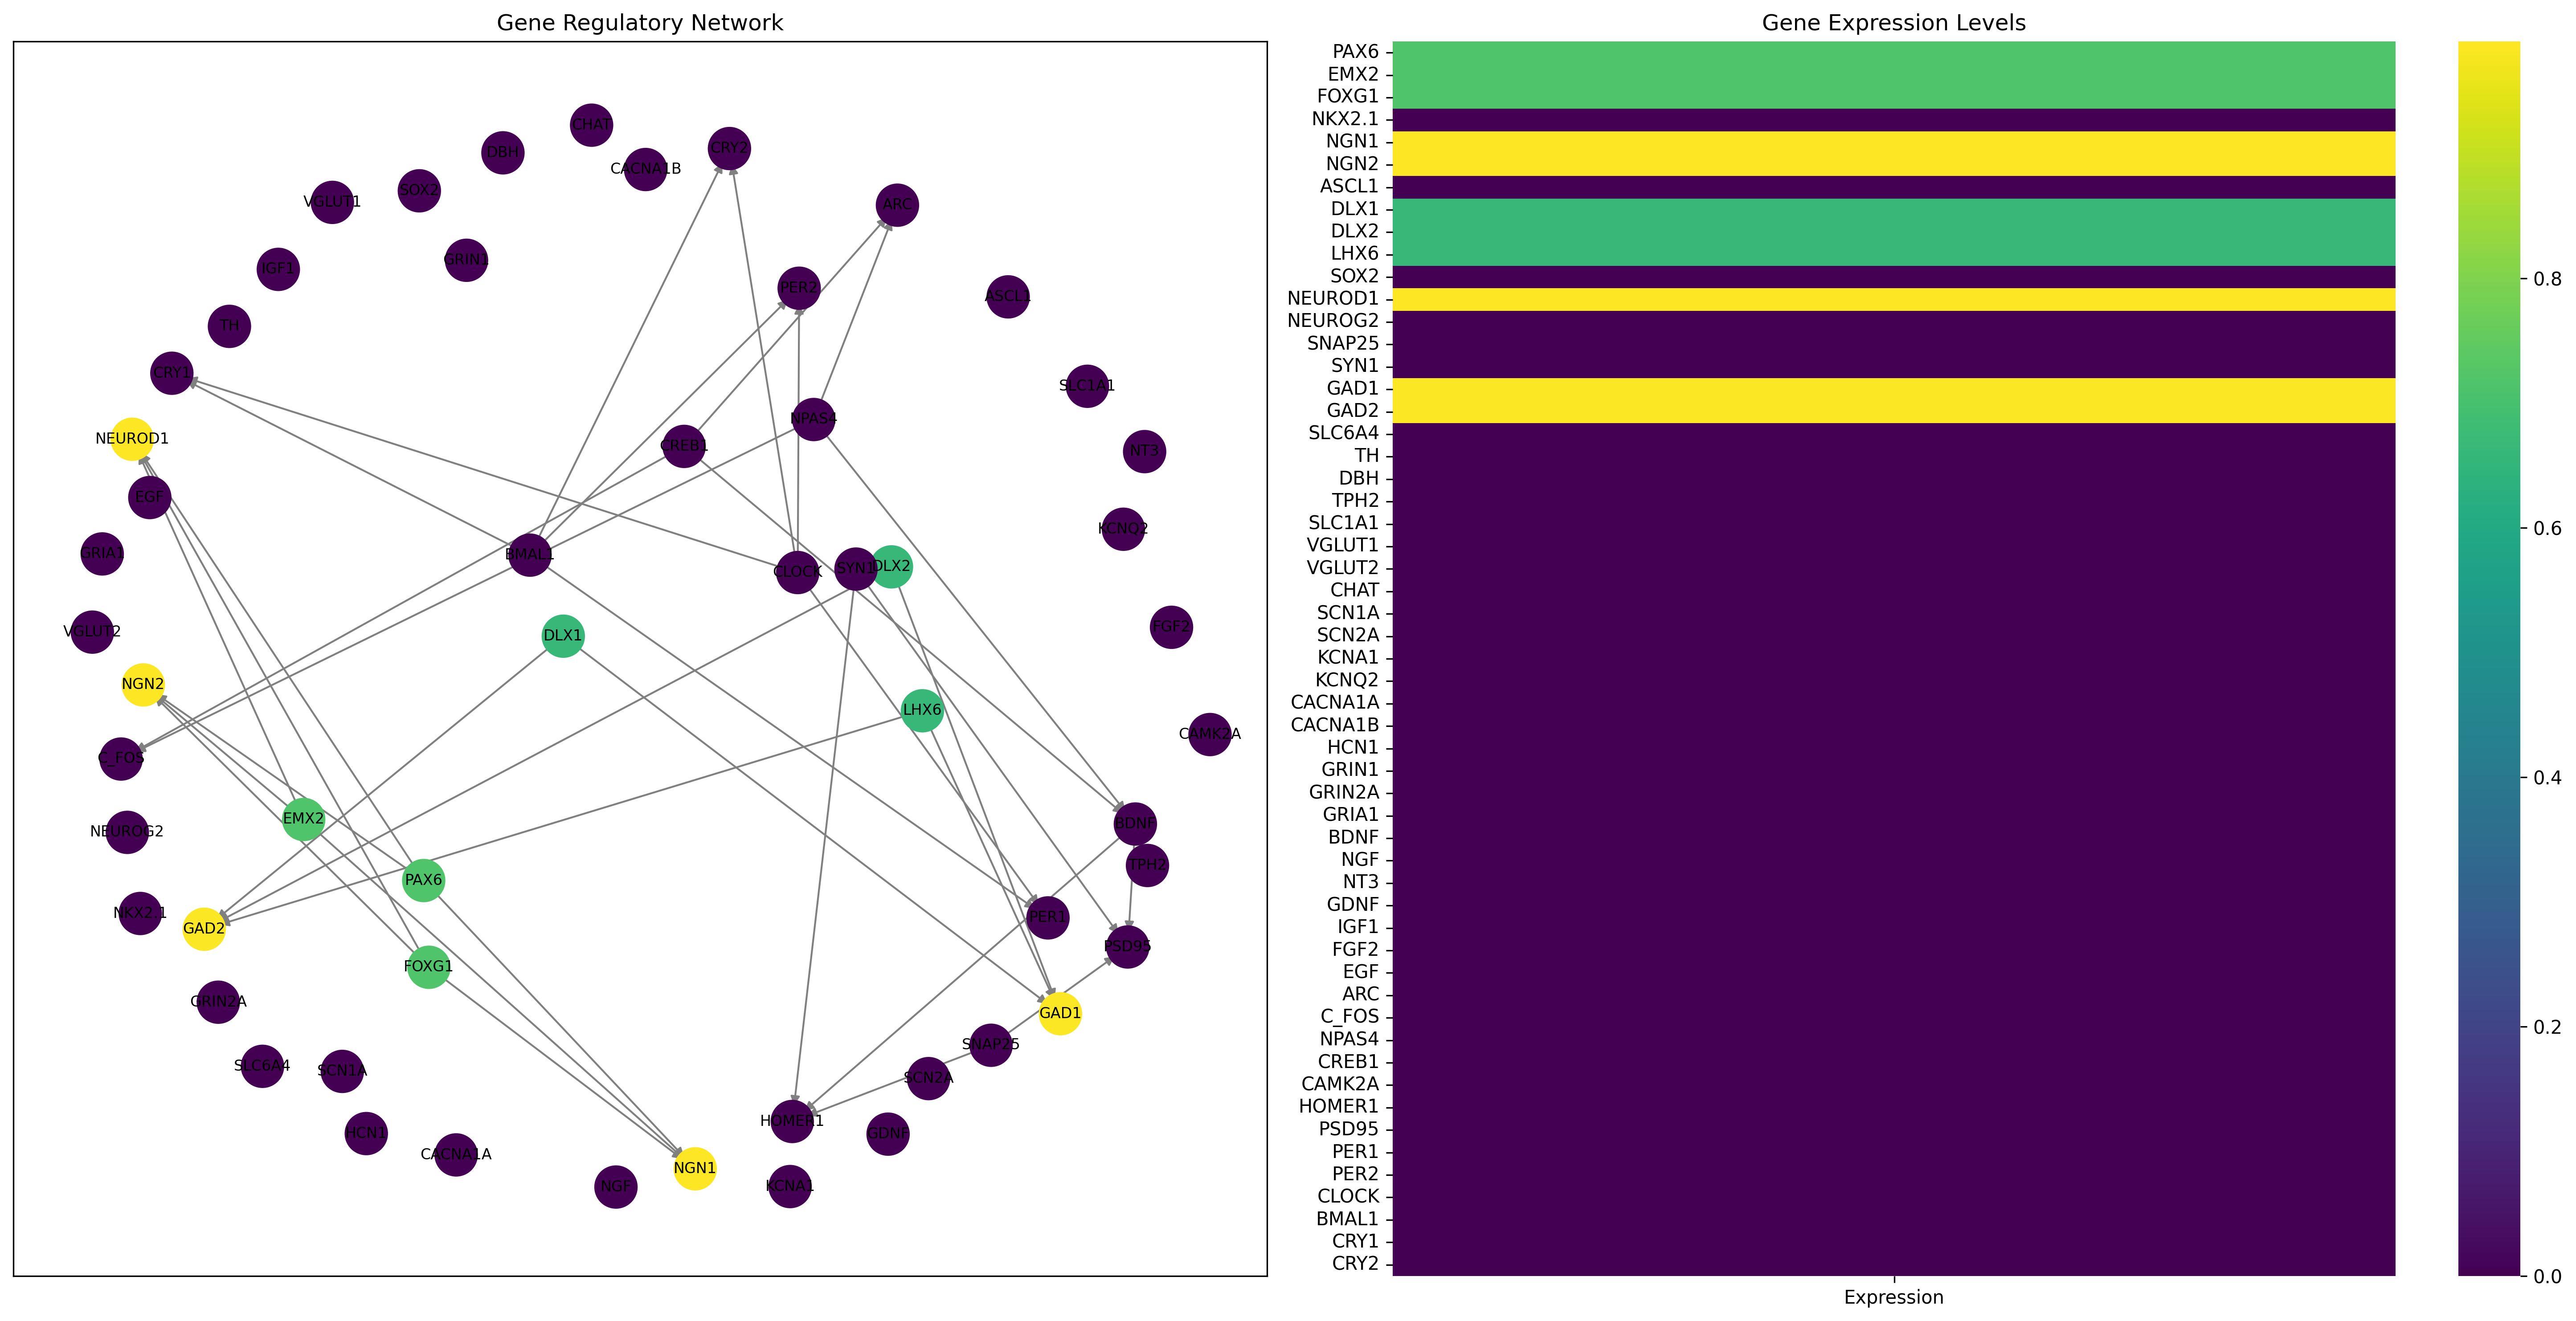 Gene Regulatory Network
CHAT
CRY2
DBH
CACNA1B
SOX2
VGLUT1
ARC
GRIN1
IGF1
PER2
ASCL1
TH
CRY1
SLC1A1
NPAS4
NEUROD1
CREB1
NT3
EGF
KCNQ2
GRIA1
BMAL1
CLOCK
SYN1
DLX2
VGLUT2
DLX1
FGF2
NGN2
LHX6
CAMK2A
C_FOS
EMX2
BDNF
NEUROG2
TPH2
PAX6
NKX2.1
PER1
GAD2
PSD95
FOXG1
GRIN2A
GAD1
SNAP25
SLC6A4
SCN1A
SCN2A
HOMER1
HCN1
GDNF
CACNA1A
NGN1
NGF
KCNA1
Gene Expression Levels
PAX6
EMX2
FOXG1
NKX2.1
NGN1
NGN2
ASCL1
DLX1
DLX2
LHX6
SOX2
NEUROD1
NEUROG2
SNAP25
SYN1
GAD1
GAD2
SLC6A4
TH
DBH
TPH2
SLC1A1
VGLUT1
VGLUT2
CHAT
SCN1A
SCN2A
KCNA1
KCNQ2
CACNA1A
CACNA1B
HCN1
GRIN1
GRIN2A
GRIA1
BDNF
NGF
NT3
GDNF
IGF1
FGF2
EGF
ARC
C_FOS
NPAS4
CREB1
CAMK2A
HOMER1
PSD95
PER1
PER2
CLOCK
BMAL1
CRY1
CRY2
Expression
0.8
0.6
0.4
0.2
0.0